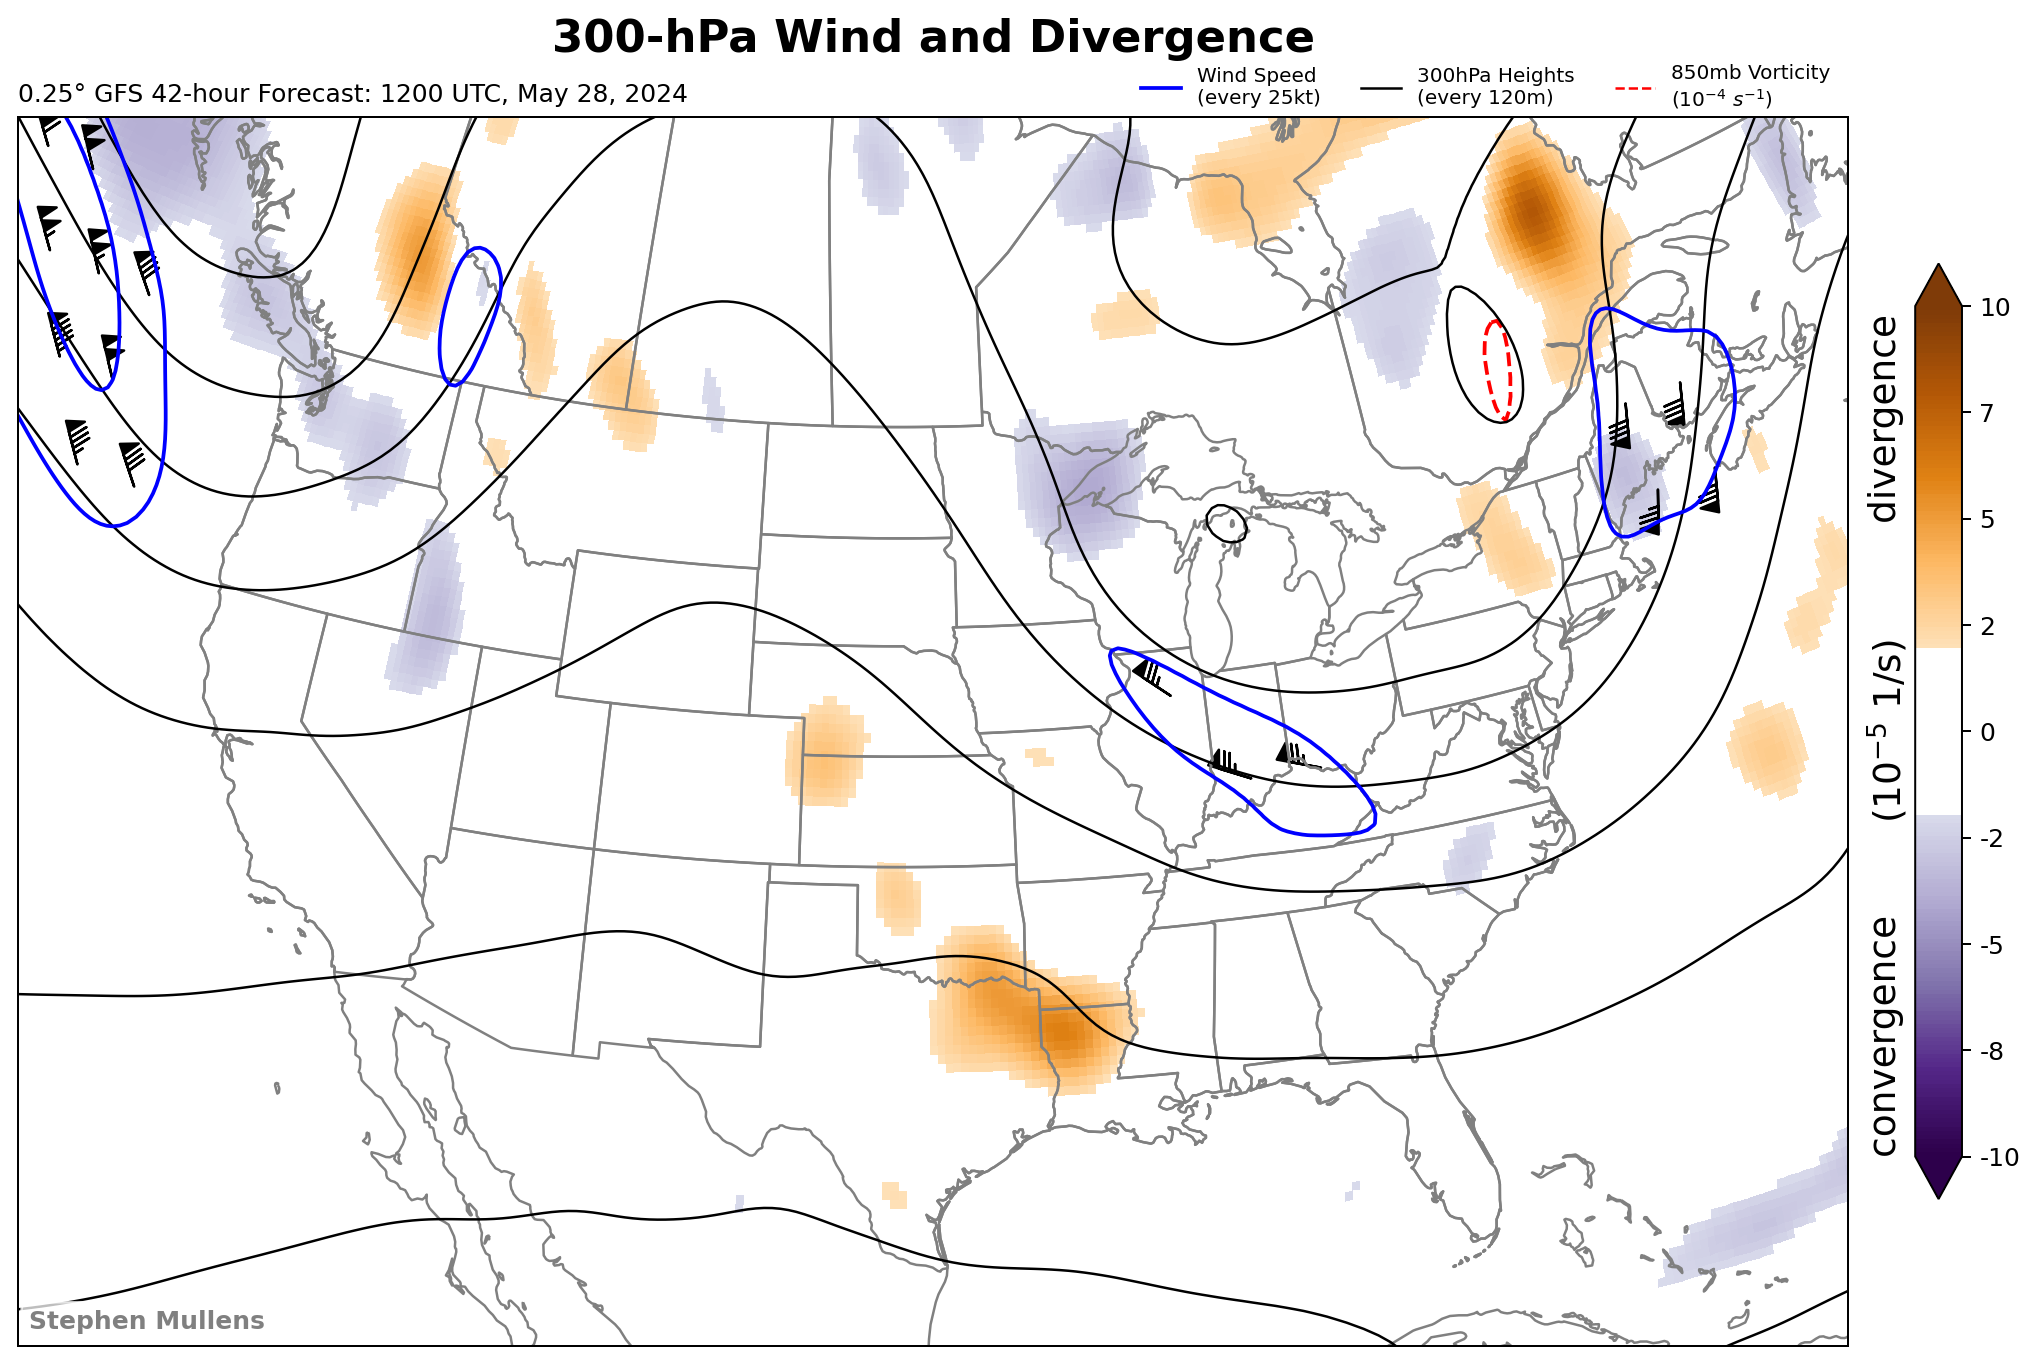 300-hPa Wind and Divergence
0.25° GFS 42-hour Forecast: 1200 UTC, May 28, 2024
Wind Speed
(every 25kt)
300hPa Heights
(every 120m)
850mb Vorticity
(10⁻⁴ s⁻¹)
10
7
5
2
0
-2
-5
-8
-10
convergence (10⁻⁵ 1/s) divergence
Stephen Mullens